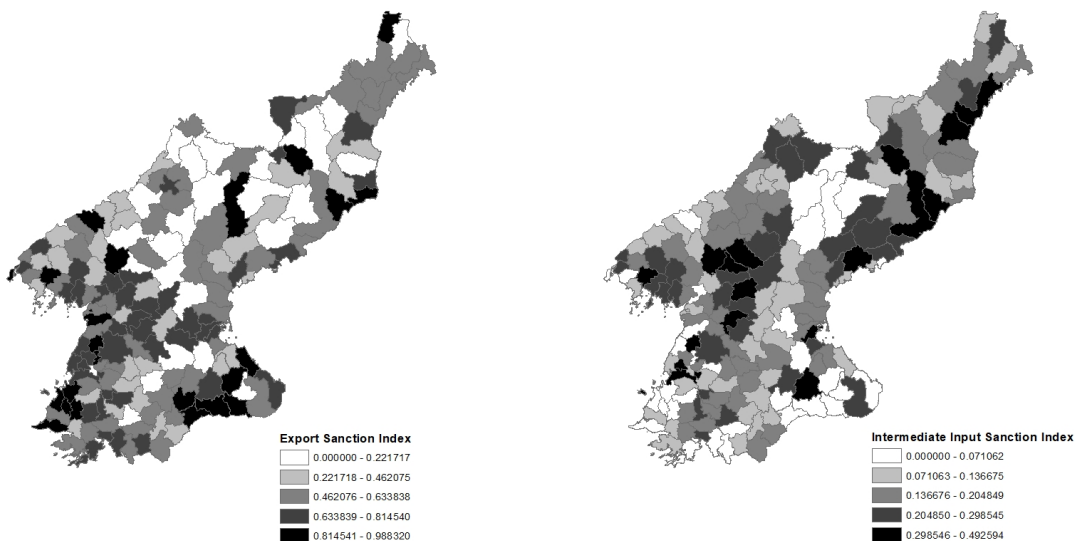 Export Sanction Index
0.000000 - 0.221717
0.221718 - 0.462075
0.462076 - 0.633838
0.633839 - 0.814540
0.814541 - 0.988320
Intermediate Input Sanction Index
0.000000 - 0.071062
0.071063 - 0.136675
0.136676 - 0.204849
0.204850 - 0.298545
0.298546 - 0.492594